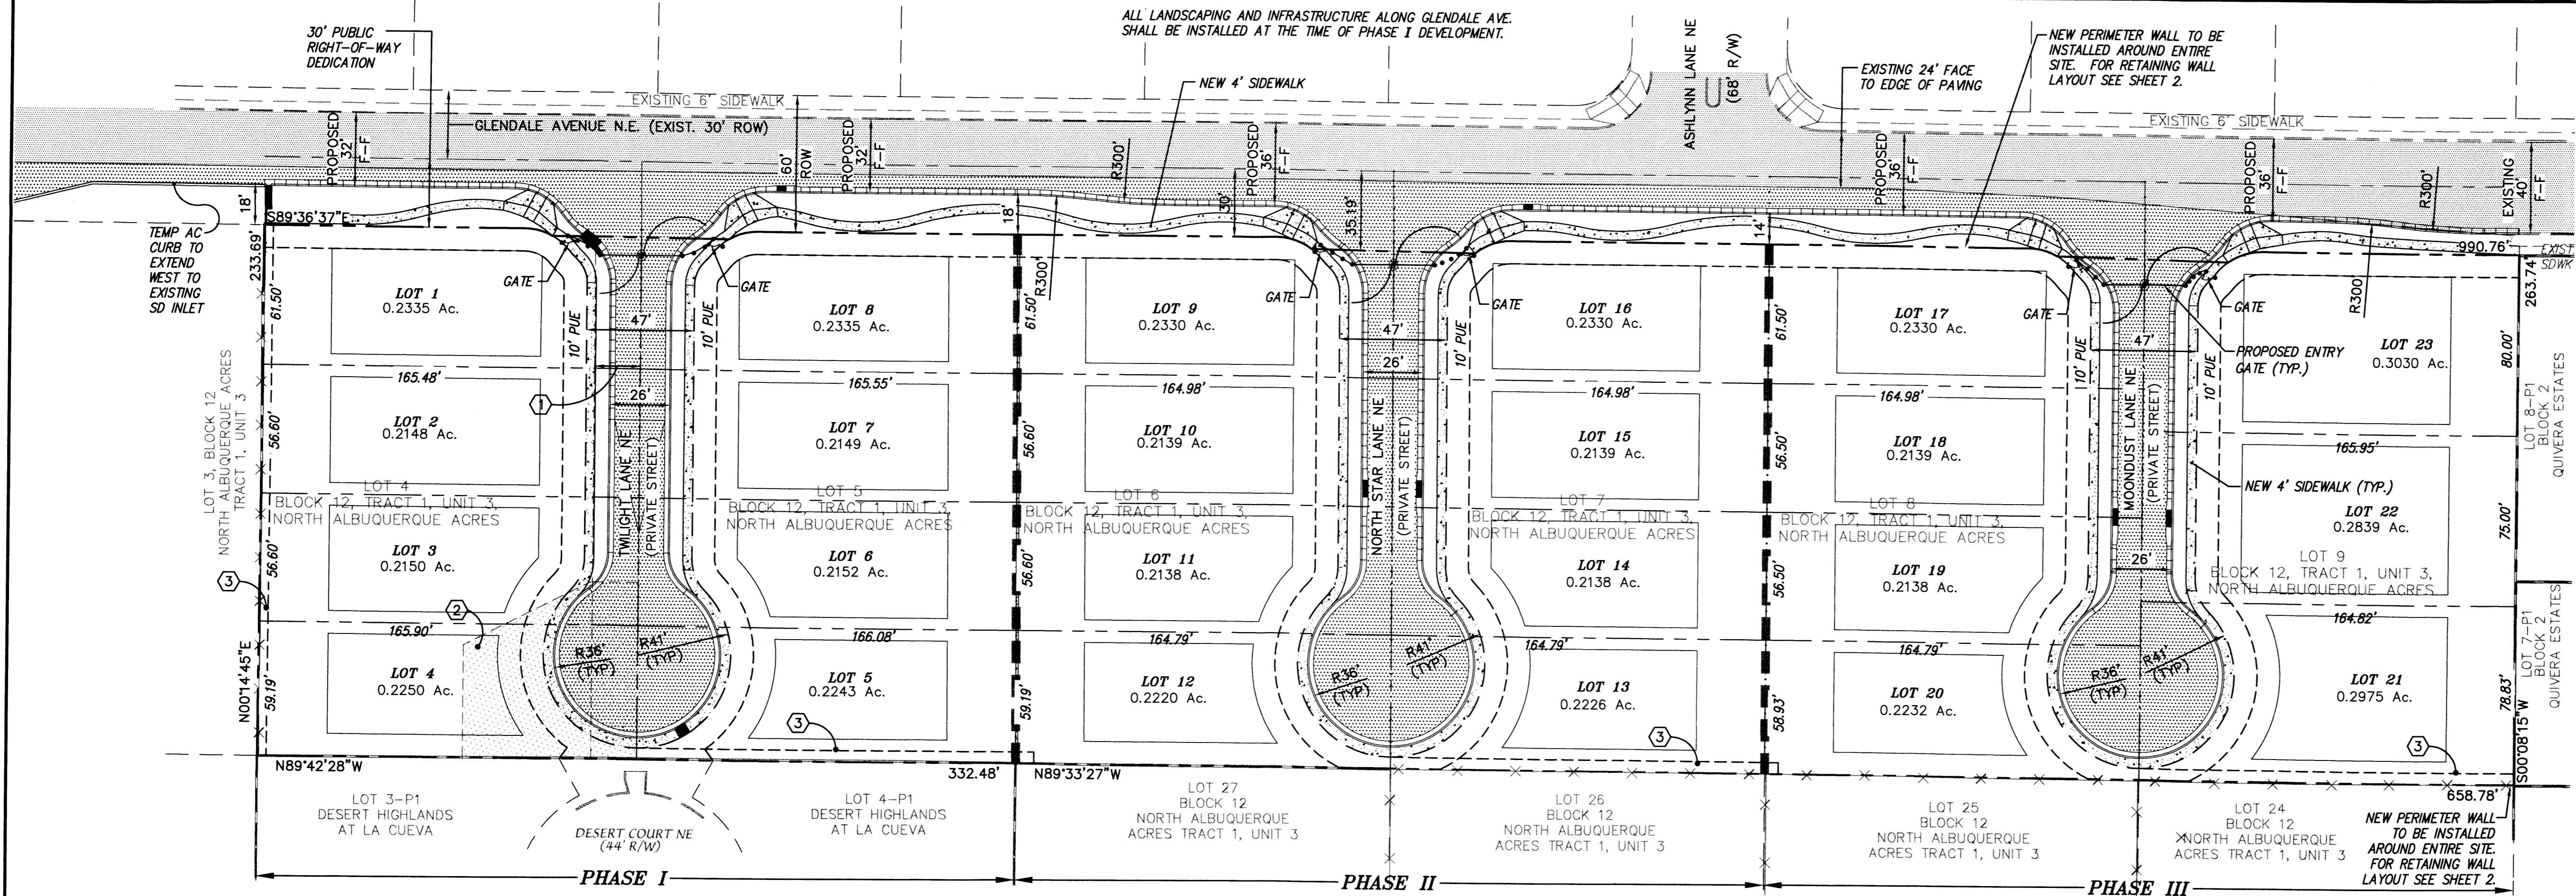 ALL LANDSCAPING AND INFRASTRUCTURE ALONG GLENDALE AVE.
SHALL BE INSTALLED AT THE TIME OF PHASE I DEVELOPMENT.
30' PUBLIC
RIGHT-OF-WAY
DEDICATION
NEW 4' SIDEWALK
ASHLYNN LANE NE
(68' R/W)
EXISTING 24' FACE
TO EDGE OF PAVING
NEW PERIMETER WALL TO BE
INSTALLED AROUND ENTIRE
SITE. FOR RETAINING WALL
LAYOUT SEE SHEET 2.
EXISTING 6' SIDEWALK
EXISTING 6' SIDEWALK
GLENDALE AVENUE N.E. (EXIST. 30' ROW)
PROPOSED
32'
F-F
60'
ROW
PROPOSED
32'
F-F
R300'
PROPOSED
36'
F-F
PROPOSED
36'
F-F
PROPOSED
36'
F-F
R300'
EXISTING
40'
F-F
18'
S89°36'37"E
18'
30'
35.19'
14'
990.76'
EXIST
SDWK
TEMP AC
CURB TO
EXTEND
WEST TO
EXISTING
SD INLET
233.69'
263.74'
R300'
R300'
GATE
GATE
GATE
GATE
GATE
GATE
PROPOSED ENTRY
GATE (TYP.)
61.50'
LOT 1
0.2335 Ac.
10' PUE
47'
10' PUE
LOT 8
0.2335 Ac.
61.50'
LOT 9
0.2330 Ac.
47'
10' PUE
LOT 16
0.2330 Ac.
61.50'
LOT 17
0.2330 Ac.
10' PUE
47'
10' PUE
LOT 23
0.3030 Ac.
80.00'
165.48'
165.55'
164.98'
164.98'
164.98'
165.95'
1
26'
26'
26'
LOT 3, BLOCK 12
NORTH ALBUQUERQUE ACRES
TRACT 1, UNIT 3
56.60'
LOT 2
0.2148 Ac.
TWILIGHT LANE NE
(PRIVATE STREET)
LOT 7
0.2149 Ac.
56.60'
LOT 10
0.2139 Ac.
NORTH STAR LANE NE
(PRIVATE STREET)
LOT 15
0.2139 Ac.
56.50'
LOT 18
0.2139 Ac.
MOONDUST LANE NE
(PRIVATE STREET)
NEW 4' SIDEWALK (TYP.)
LOT 22
0.2839 Ac.
75.00'
LOT 8-P1
BLOCK 2
QUIVERA ESTATES
LOT 4
BLOCK 12, TRACT 1, UNIT 3,
NORTH ALBUQUERQUE ACRES
LOT 5
BLOCK 12, TRACT 1, UNIT 3,
NORTH ALBUQUERQUE ACRES
LOT 6
BLOCK 12, TRACT 1, UNIT 3,
NORTH ALBUQUERQUE ACRES
LOT 7
BLOCK 12, TRACT 1, UNIT 3,
NORTH ALBUQUERQUE ACRES
LOT 8
BLOCK 12, TRACT 1, UNIT 3,
NORTH ALBUQUERQUE ACRES
LOT 9
BLOCK 12, TRACT 1, UNIT 3,
NORTH ALBUQUERQUE ACRES
3
56.60'
LOT 3
0.2150 Ac.
LOT 6
0.2152 Ac.
56.60'
LOT 11
0.2138 Ac.
LOT 14
0.2138 Ac.
56.50'
LOT 19
0.2138 Ac.
2
165.90'
166.08'
164.79'
164.79'
164.79'
164.82'
N00°14'45"E
59.19'
LOT 4
0.2250 Ac.
R36'
(TYP)
R41'
(TYP)
LOT 5
0.2243 Ac.
59.19'
LOT 12
0.2220 Ac.
R36'
(TYP)
R41'
(TYP)
LOT 13
0.2226 Ac.
58.93'
LOT 20
0.2232 Ac.
R36'
(TYP)
R41'
(TYP)
LOT 21
0.2975 Ac.
78.83'
S00°08'15"W
LOT 7-P1
BLOCK 2
QUIVERA ESTATES
3
3
3
N89°42'28"W
332.48'
N89°33'27"W
658.78'
LOT 3-P1
DESERT HIGHLANDS
AT LA CUEVA
DESERT COURT NE
(44' R/W)
LOT 4-P1
DESERT HIGHLANDS
AT LA CUEVA
LOT 27
BLOCK 12
NORTH ALBUQUERQUE
ACRES TRACT 1, UNIT 3
LOT 26
BLOCK 12
NORTH ALBUQUERQUE
ACRES TRACT 1, UNIT 3
LOT 25
BLOCK 12
NORTH ALBUQUERQUE
ACRES TRACT 1, UNIT 3
LOT 24
BLOCK 12
NORTH ALBUQUERQUE
ACRES TRACT 1, UNIT 3
NEW PERIMETER WALL
TO BE INSTALLED
AROUND ENTIRE SITE.
FOR RETAINING WALL
LAYOUT SEE SHEET 2.
PHASE I
PHASE II
PHASE III